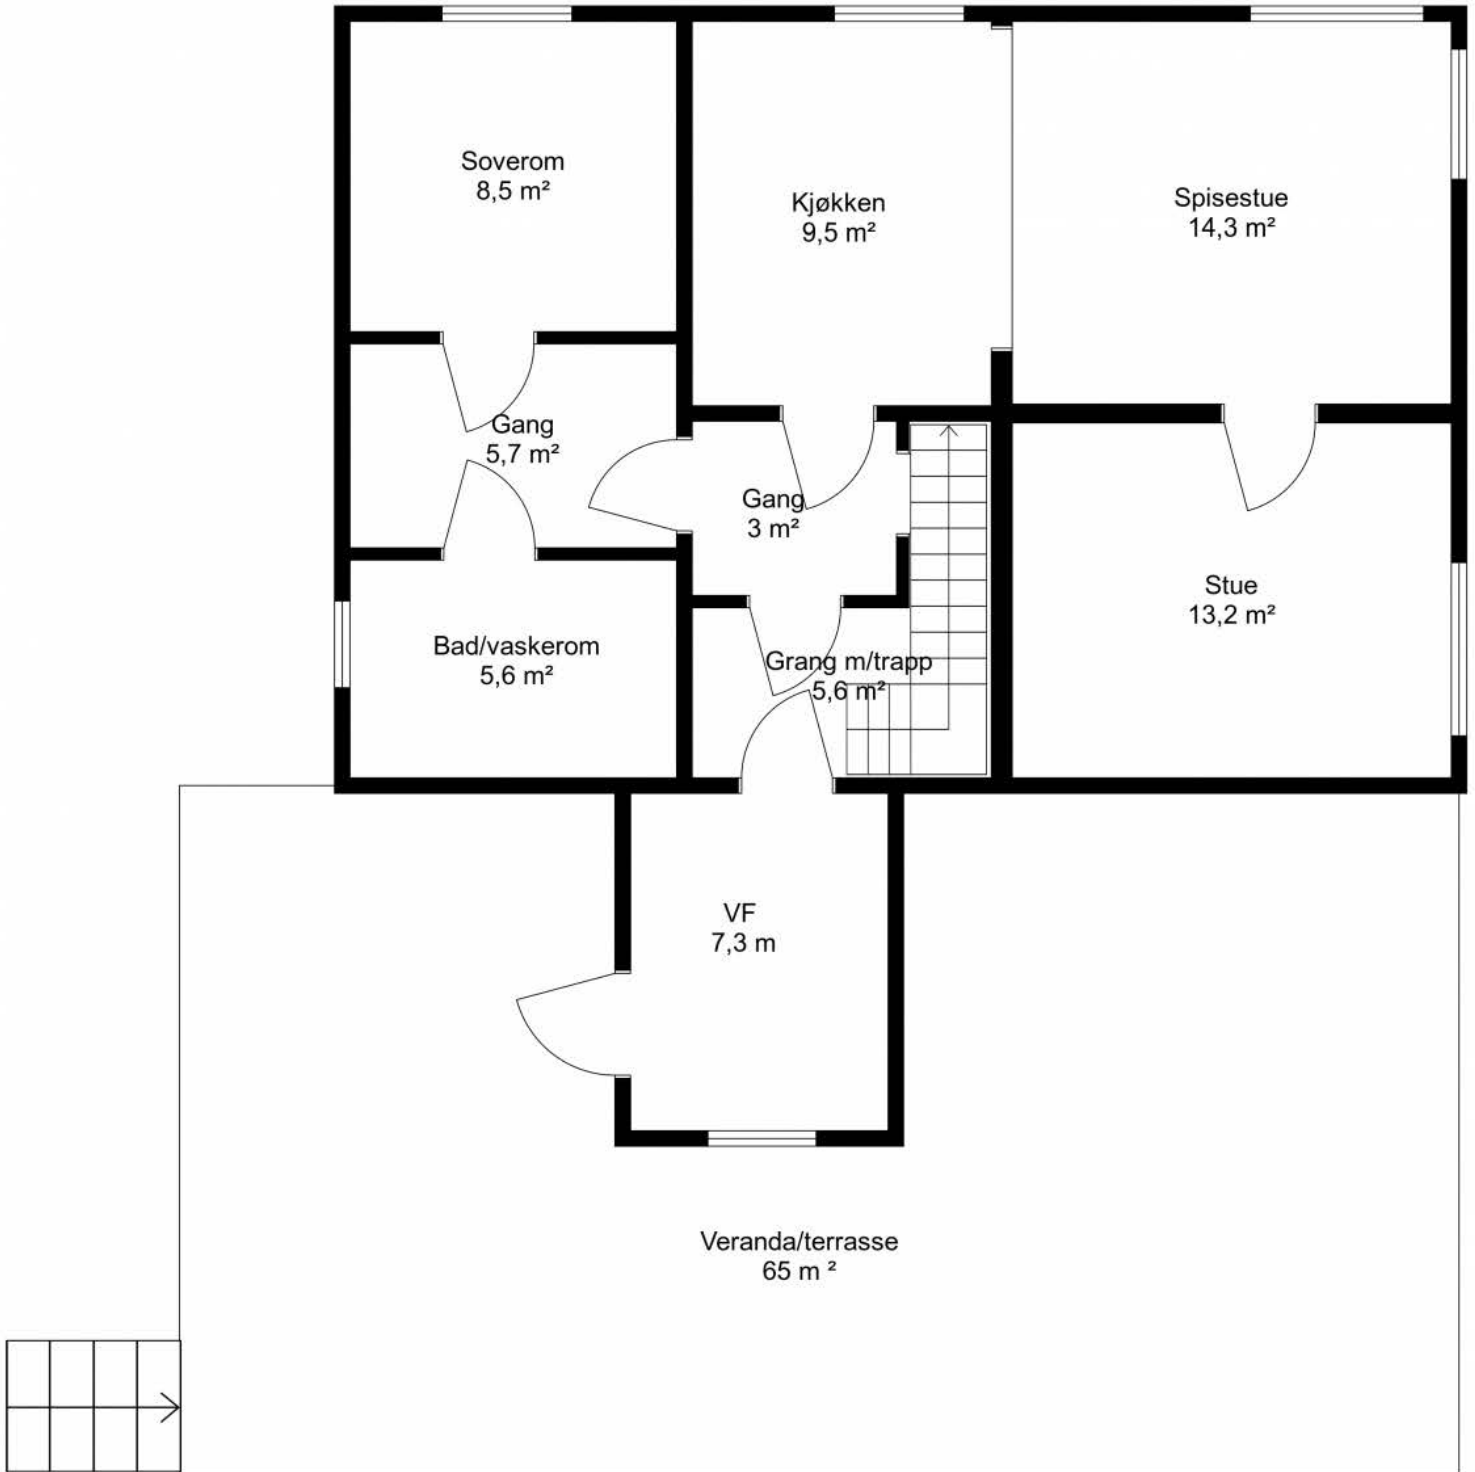 Soverom
8,5 m²
Kjøkken
9,5 m²
Spisestue
14,3 m²
Gang
5,7 m²
Gang
3 m²
Stue
13,2 m²
Bad/vaskerom
5,6 m²
Grang m/trapp
5,6 m²
VF
7,3 m
Veranda/terrasse
65 m ²